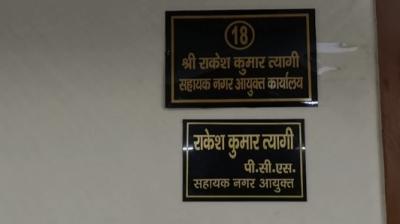 18
श्री राकेश कुमार त्यागी
सहायक नगर आयुक्त कार्यालय
राकेश कुमार त्यागी
पी.सी.एस.
सहायक नगर आयुक्त